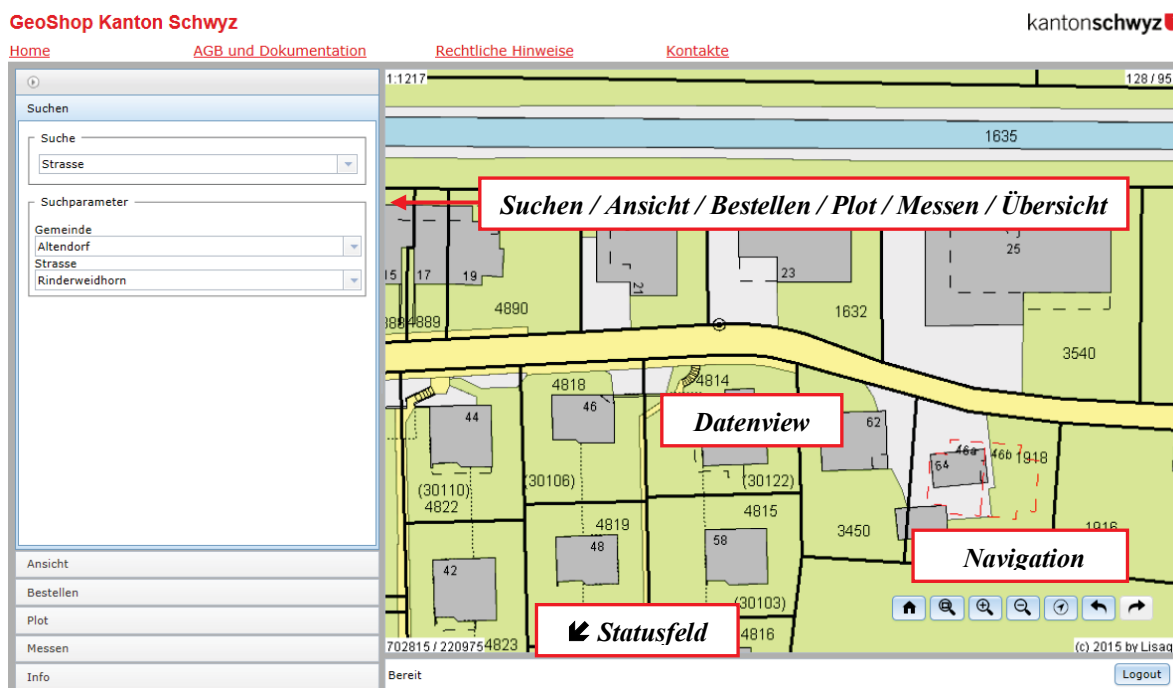 GeoShop Kanton Schwyz
kantonschwyz
Home AGB und Dokumentation Rechtliche Hinweise Kontakte
1:1217 128 / 95
Suchen
Suche
Strasse
Suchparameter
Gemeinde
Altendorf
Strasse
Rinderweidhorn
1635
Suchen / Ansicht / Bestellen / Plot / Messen / Übersicht
15 17 19 21 23 25
4890 1632
4889
3540
4818 4814
44 46 62
Datenview
64 46a 46b 1918
(30110) (30106) (30122)
4822 4815
4819 3450 1916
42 48 58
Navigation
(30103)
Statusfeld
4816
702815 / 220975 4823 (c) 2015 by Lisag
Ansicht
Bestellen
Plot
Messen
Info
Bereit Logout